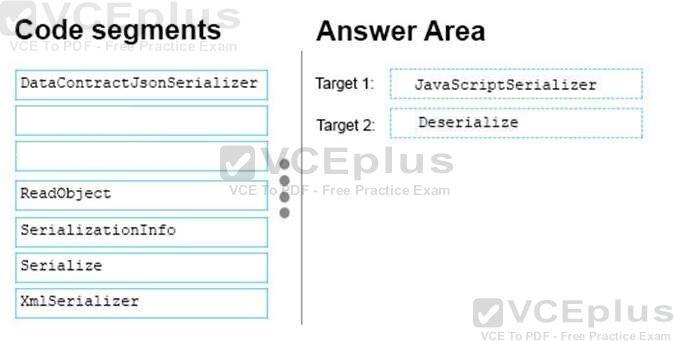 Code segments
Answer Area
VCE To PDF - Free Practice Exam
DataContractJsonSerializer
ReadObject
SerializationInfo
Serialize
XmlSerializer
Target 1: JavaScriptSerializer
Target 2: Deserialize
VCEplus
VCE To PDF - Free Practice Exam
VCEplus
VCE To PDF - Free Practice Exam